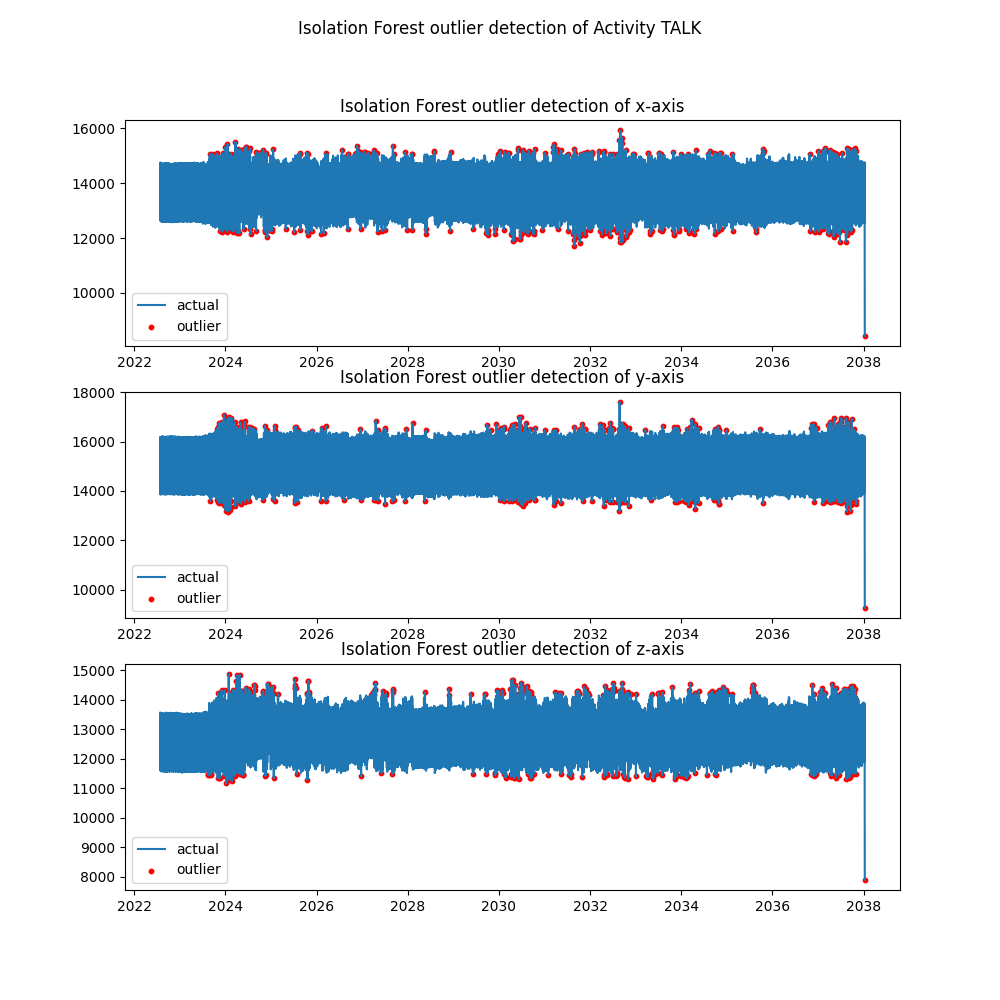 Isolation Forest outlier detection of Activity TALK
Isolation Forest outlier detection of x-axis
16000
14000
12000
10000
actual
outlier
2022 2024 2026 2028 2030 2032 2034 2036 2038
Isolation Forest outlier detection of y-axis
18000
16000
14000
12000
10000
actual
outlier
2022 2024 2026 2028 2030 2032 2034 2036 2038
Isolation Forest outlier detection of z-axis
15000
14000
13000
12000
11000
10000
9000
8000
actual
outlier
2022 2024 2026 2028 2030 2032 2034 2036 2038